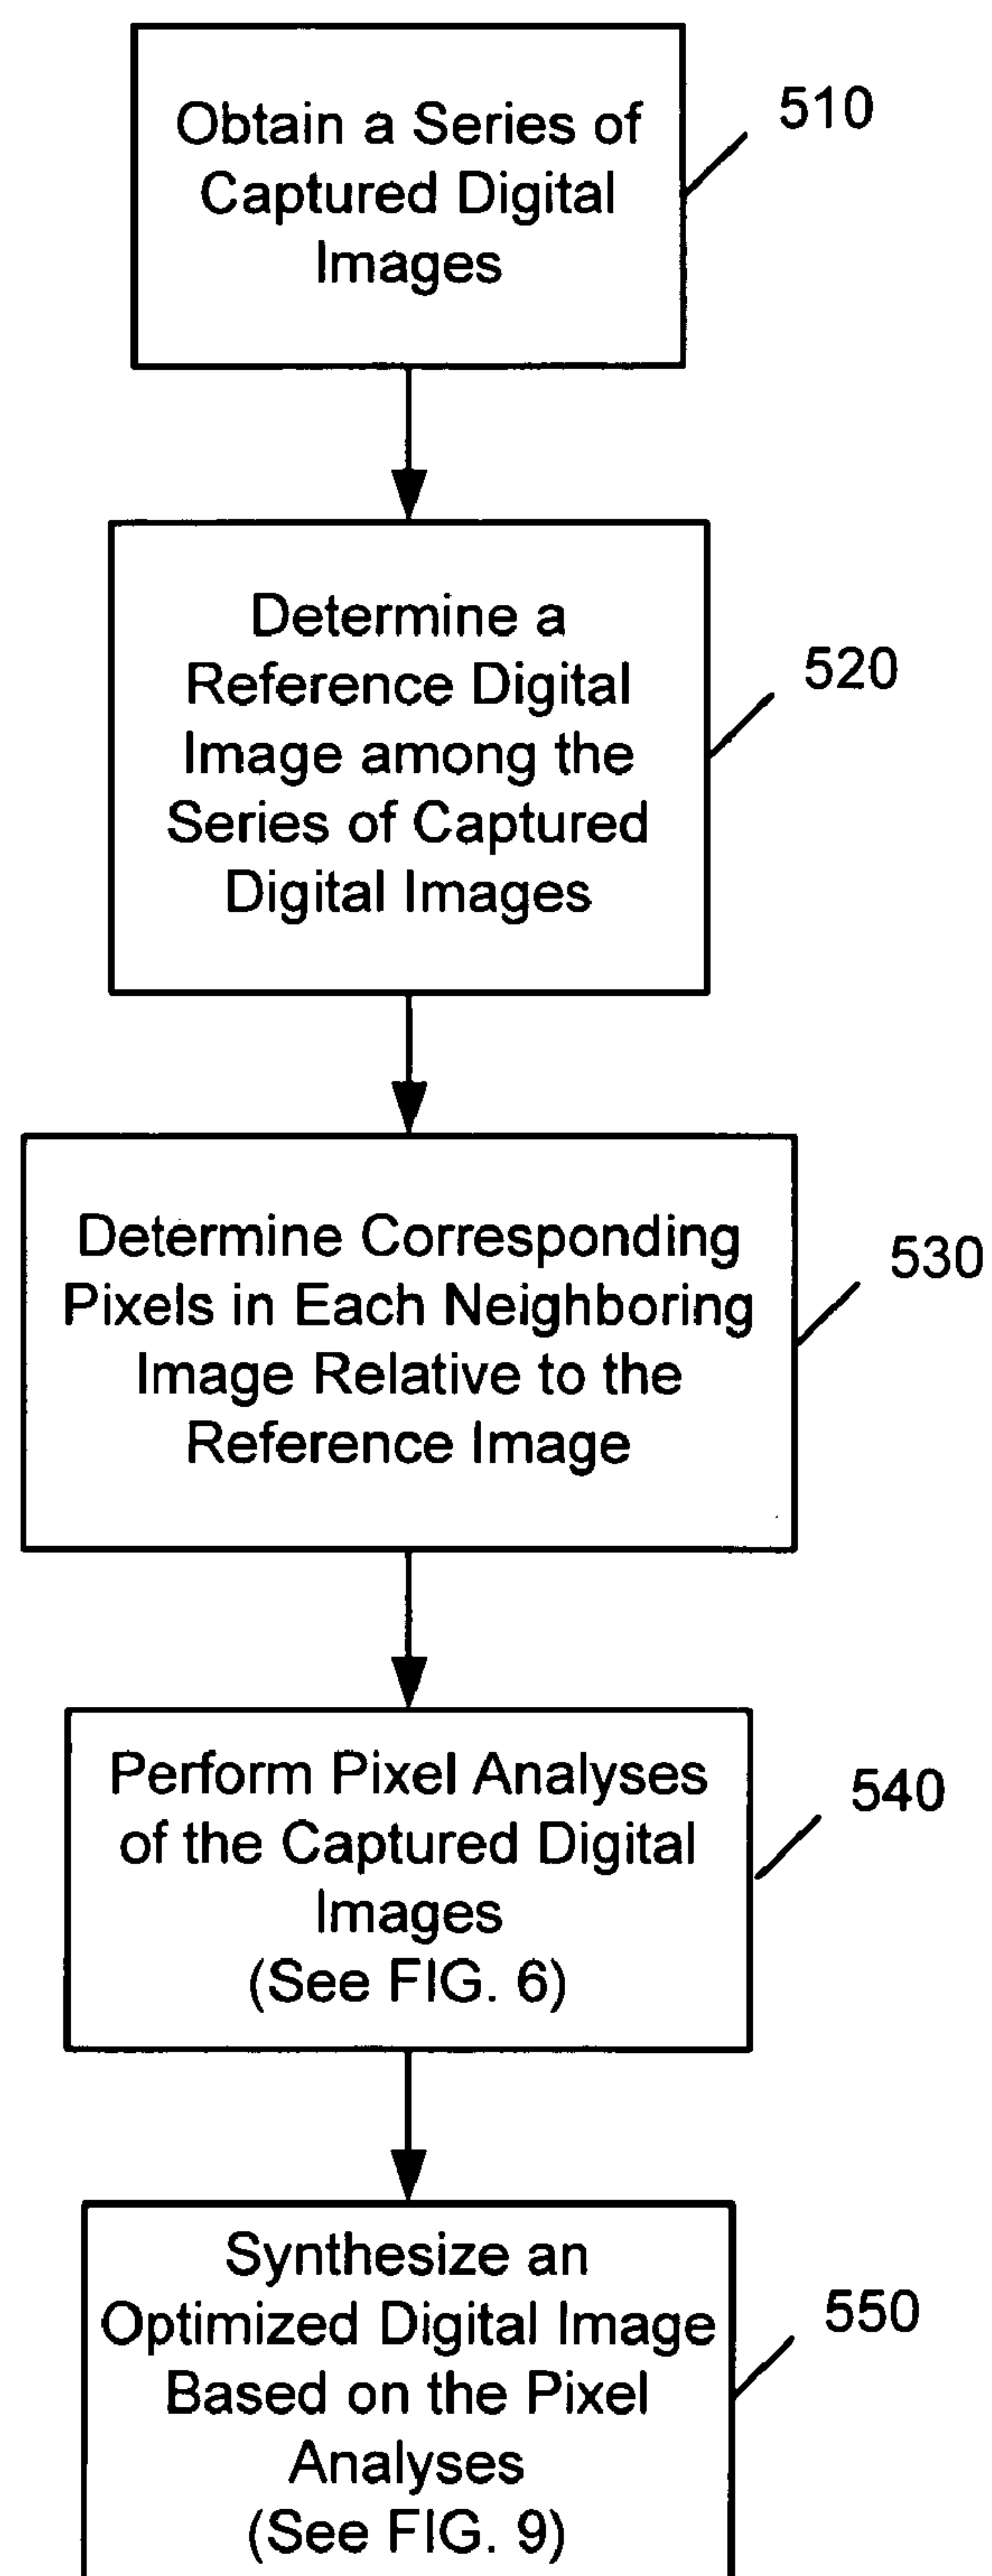 Obtain a Series of
Captured Digital
Images
510
Determine a
Reference Digital
Image among the
Series of Captured
Digital Images
520
Determine Corresponding
Pixels in Each Neighboring
Image Relative to the
Reference Image
530
Perform Pixel Analyses
of the Captured Digital
Images
(See FIG. 6)
540
Synthesize an
Optimized Digital Image
Based on the Pixel
Analyses
(See FIG. 9)
550